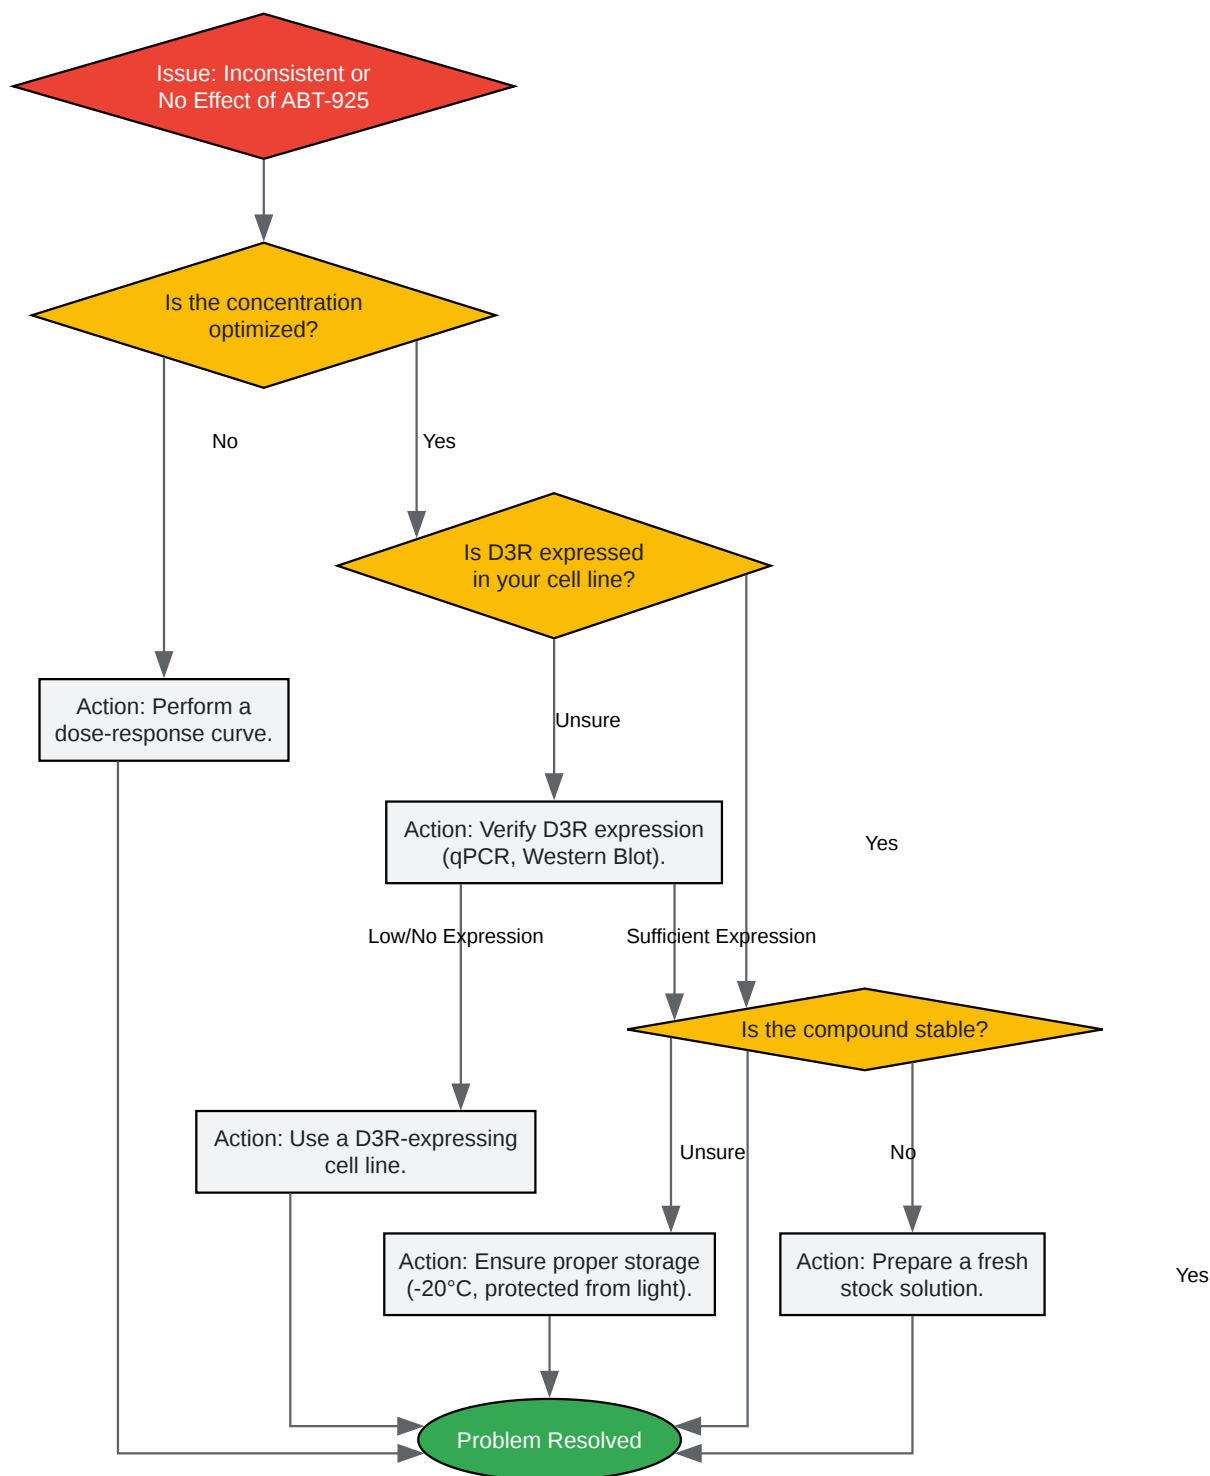 Issue: Inconsistent or
No Effect of ABT-925
Is the concentration
optimized?
No
Yes
Is D3R expressed
in your cell line?
Action: Perform a
dose-response curve.
Unsure
Action: Verify D3R expression
(qPCR, Western Blot).
Yes
Low/No Expression
Sufficient Expression
Is the compound stable?
Action: Use a D3R-expressing
cell line.
Unsure
No
Action: Ensure proper storage
(-20°C, protected from light).
Action: Prepare a fresh
stock solution.
Yes
Problem Resolved